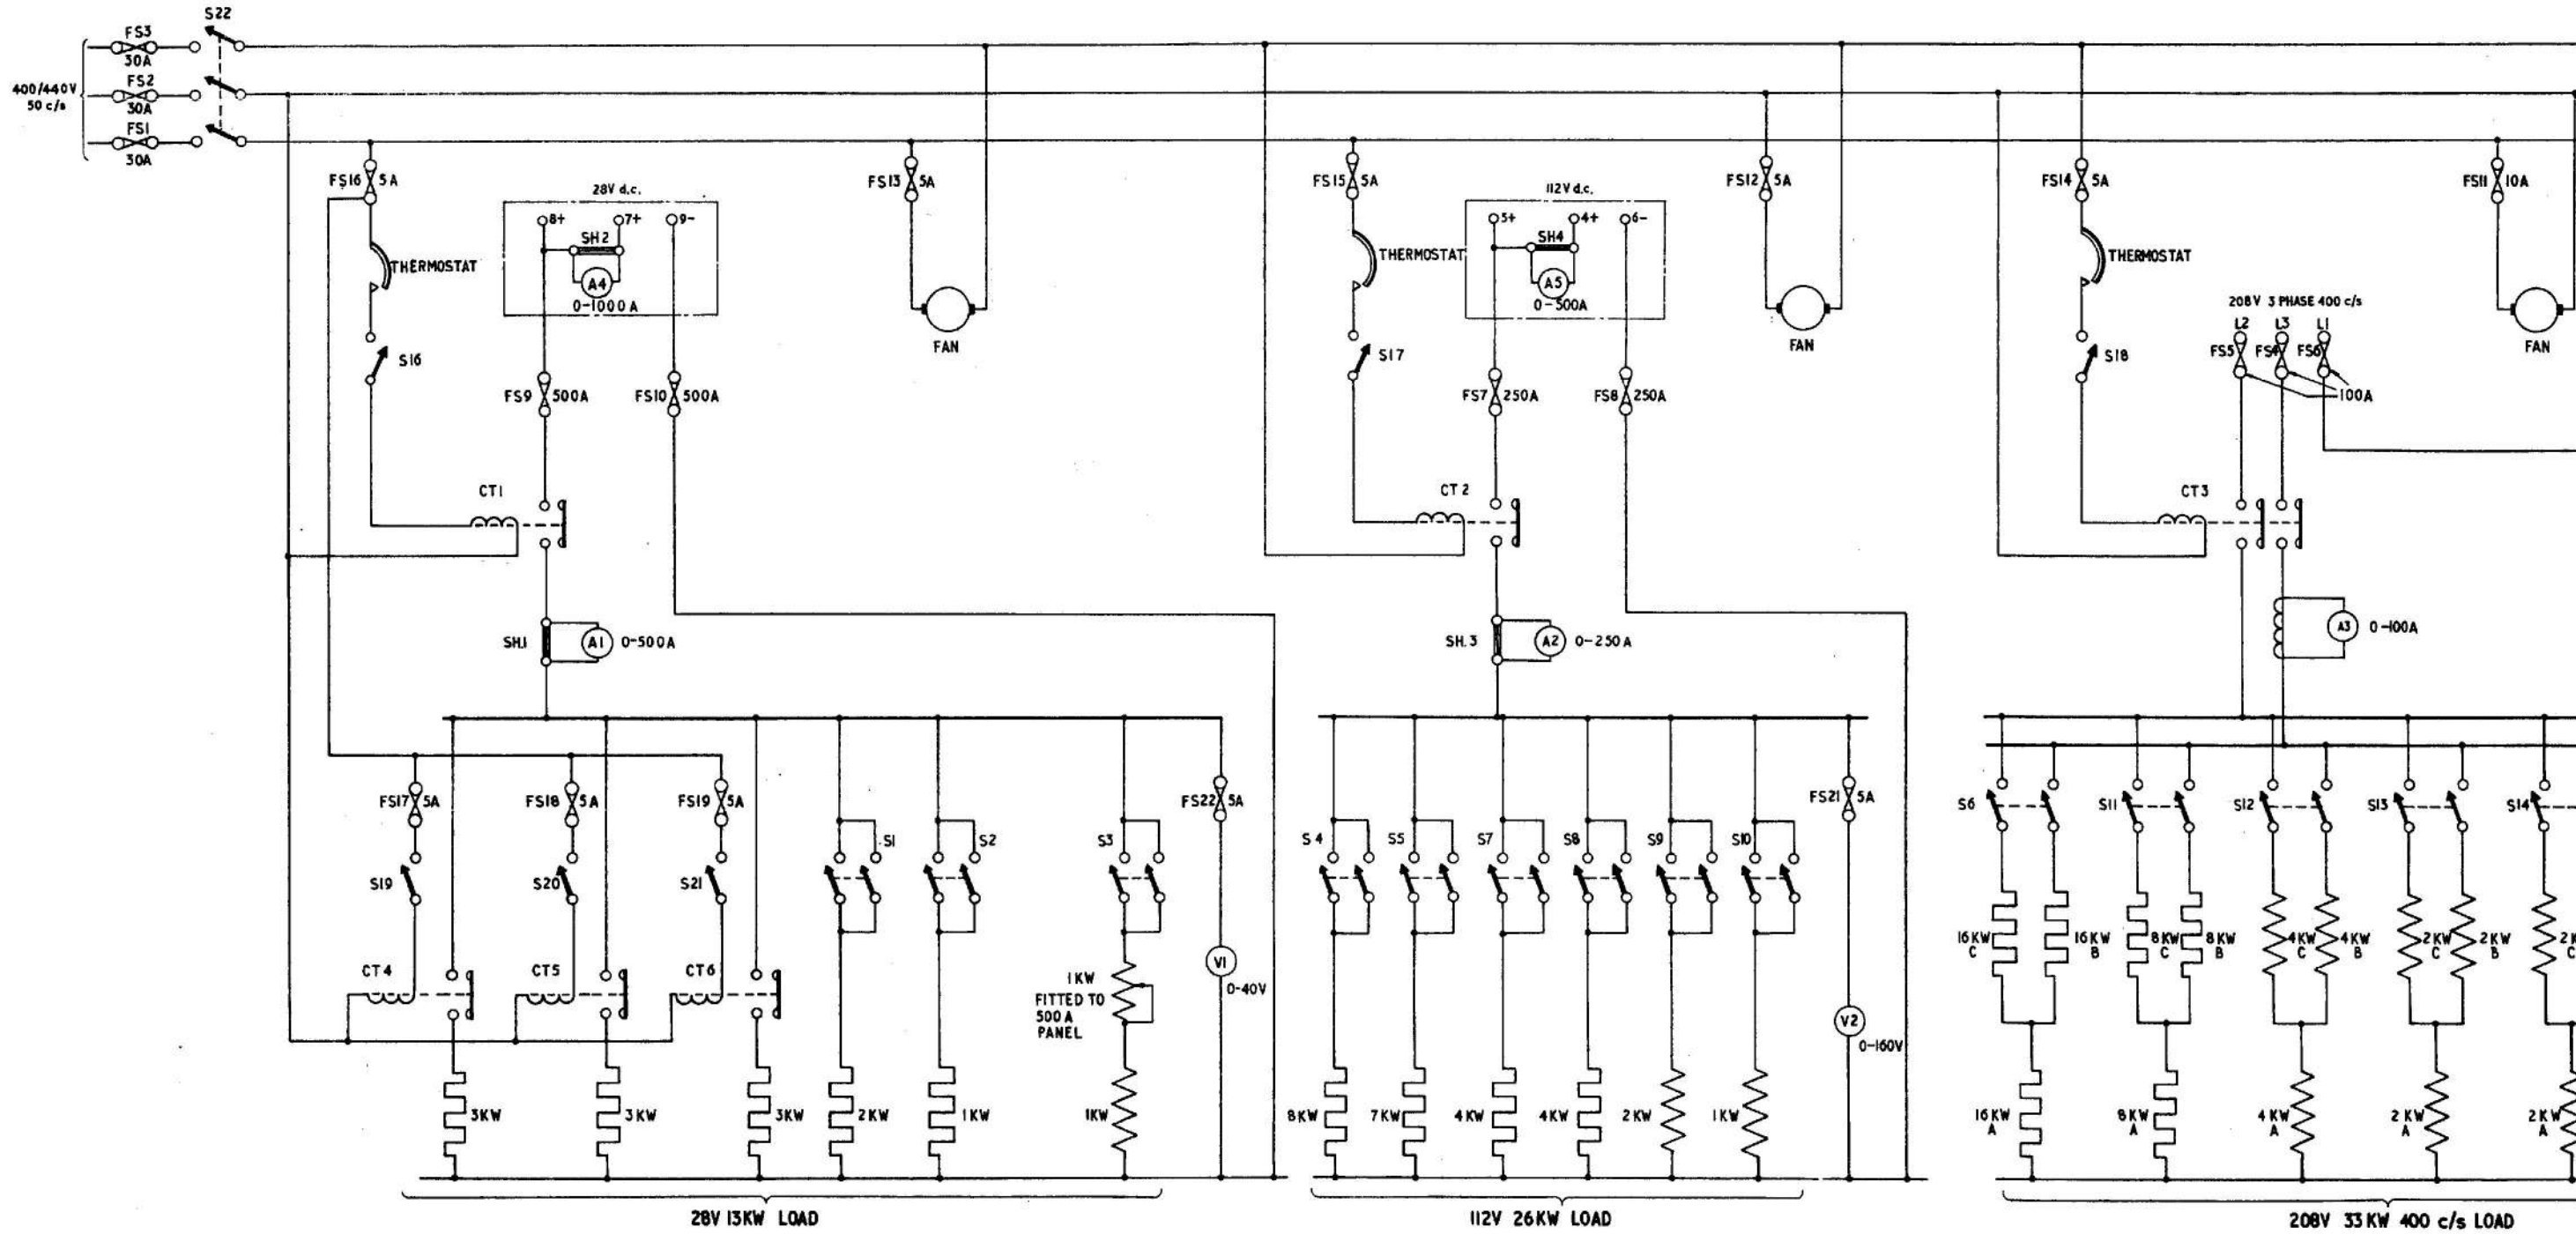 S22
FS3
30A
400/440V
50 c/s
FS2
30A
FS1
30A
FS16 5A
28V d.c.
8+ 7+ 9-
SH2
A4
0-1000A
THERMOSTAT
S16
FS9 500A
FS10 500A
FS13 5A
FAN
CT1
SH.1
A1 0-500A
FS17 5A
FS18 5A
FS19 5A
S19
S20
S21
S1
S2
S3
FS22 5A
CT4
CT5
CT6
1KW
FITTED TO
500A
PANEL
V1
0-40V
3KW
3KW
3KW
2KW
1KW
1KW
28V 13KW LOAD
FS15 5A
112V d.c.
5+ 4+ 6-
SH4
A5
0-500A
THERMOSTAT
S17
FS7 250A
FS8 250A
FS12 5A
FAN
CT2
SH.3
A2 0-250A
S4
S5
S7
S8
S9
S10
FS21 5A
V2
0-160V
8KW
7KW
4KW
4KW
2KW
1KW
112V 26KW LOAD
FS14 5A
THERMOSTAT
S18
208V 3 PHASE 400 c/s
L2 L3 L1
FS5 FS4 FS6
100A
FS11 10A
FAN
CT3
A3 0-100A
S6
S11
S12
S13
S14
16KW
C
16KW
B
8KW
C
8KW
B
4KW
C
4KW
B
2KW
C
2KW
B
C
16KW
A
8KW
A
4KW
A
2KW
A
2KW
A
208V 33KW 400 c/s LOAD